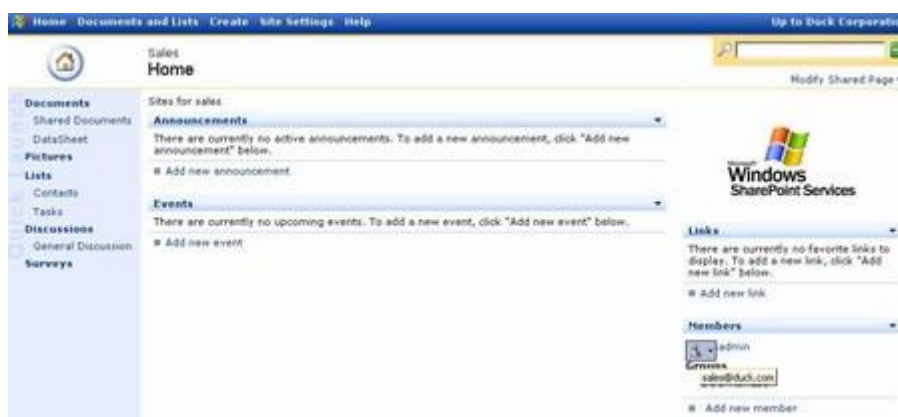 Home Documents and Lists Create Site Settings Help
Up to Duck Corporatio
Sales
Home
Modify Shared Page
Documents
Shared Documents
DataSheet
Pictures
Lists
Contacts
Tasks
Discussions
General Discussion
Surveys
Sites for sales
Announcements
There are currently no active announcements. To add a new announcement, click "Add new
announcement" below.
Add new announcement
Events
There are currently no upcoming events. To add a new event, click "Add new event" below.
Add new event
Microsoft
Windows
SharePoint Services
Links
There are currently no favorite links to
display. To add a new link, click "Add
new link" below.
Add new link
Members
admin
Groups
sales@duck.com
Add new member